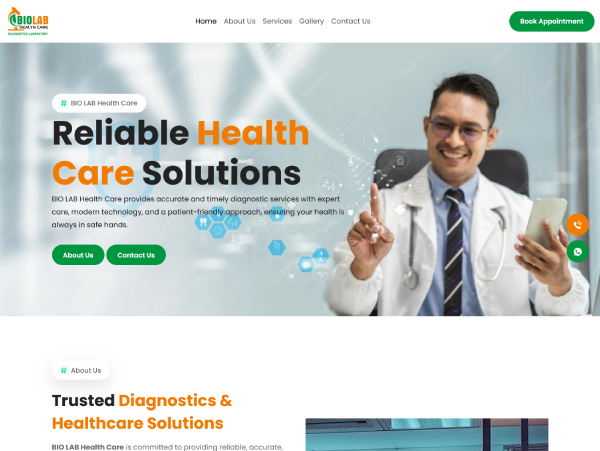 BIOLAB
HEALTH CARE
DIAGNOSTICS LABORATORY
Home About Us Services Gallery Contact Us
Book Appointment
# BIO LAB Health Care
Reliable Health
Care Solutions
BIO LAB Health Care provides accurate and timely diagnostic services with expert
care, modern technology, and a patient-friendly approach, ensuring your health is
always in safe hands.
About Us Contact Us
# About Us
Trusted Diagnostics &
Healthcare Solutions
BIO LAB Health Care is committed to providing reliable, accurate,